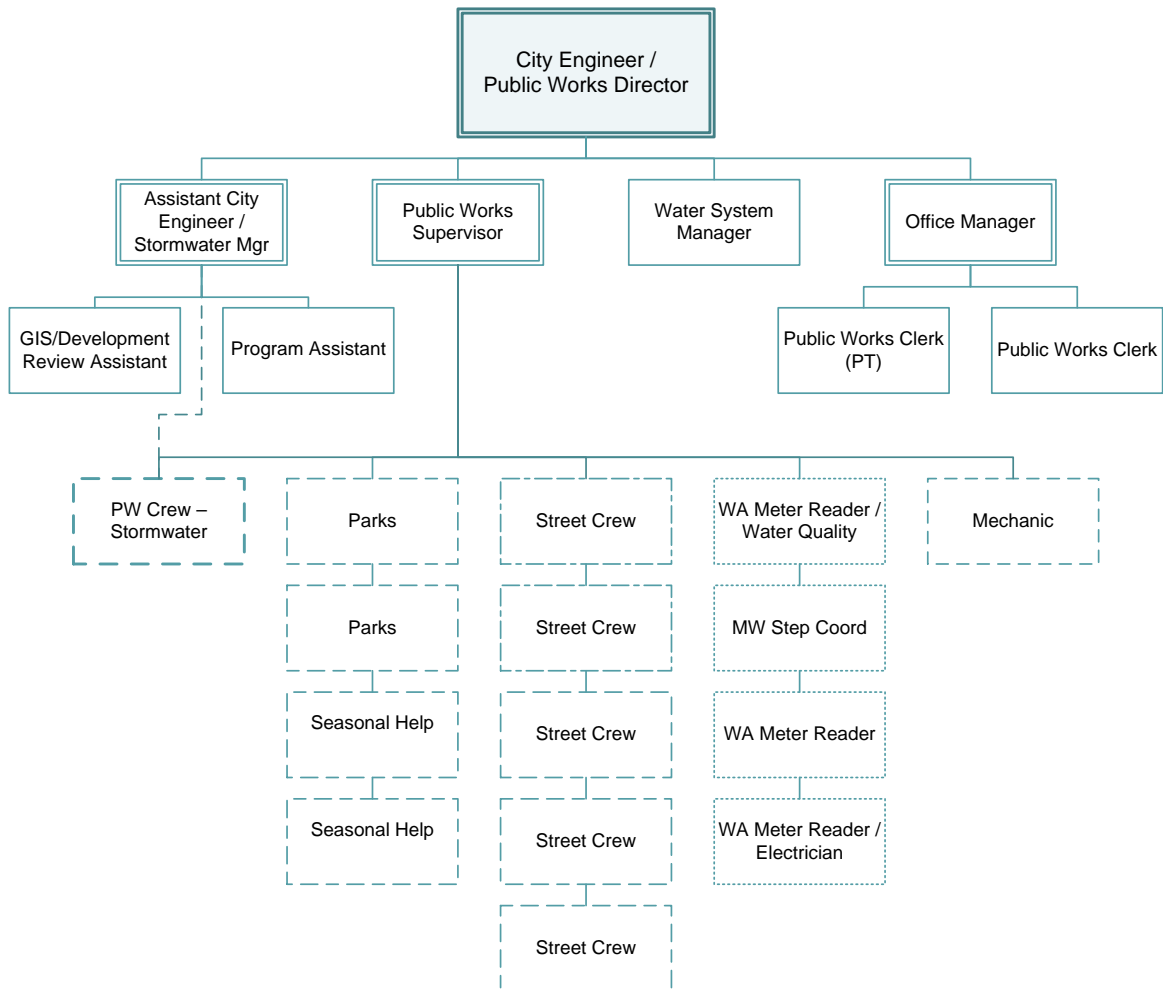 City Engineer /
Public Works Director
Assistant City
Engineer /
Stormwater Mgr
Public Works
Supervisor
Water System
Manager
Office Manager
GIS/Development
Review Assistant
Program Assistant
Public Works Clerk
(PT)
Public Works Clerk
PW Crew –
Stormwater
Parks
Street Crew
WA Meter Reader /
Water Quality
Mechanic
Parks
Street Crew
MW Step Coord
Seasonal Help
Street Crew
WA Meter Reader
Seasonal Help
Street Crew
WA Meter Reader /
Electrician
Street Crew